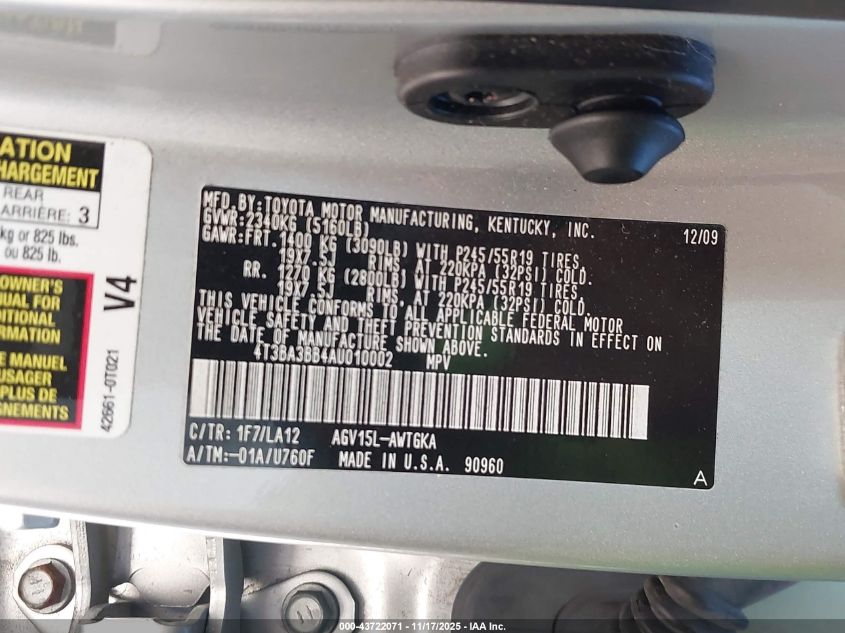 ATION
HARGEMENT
REAR
ARRIÈRE: 3
kg or 825 lbs.
ou 825 lb.
OWNER'S
UAL FOR
ITIONAL
RMATION
E MANUEL
USAGER
PLUS DE
GNEMENTS
V4
42661-0T021
MFD. BY: TOYOTA MOTOR MANUFACTURING, KENTUCKY, INC. 12/09
GVWR: 2340KG (5160LB)
GAWR: FRT. 1400 KG (3090LB) WITH P245/55R19 TIRES
19X7.5J RIMS, AT 220KPA (32PSI) COLD.
RR. 1270 KG (2800LB) WITH P245/55R19 TIRES,
19X7.5J RIMS, AT 220KPA (32PSI) COLD.
THIS VEHICLE CONFORMS TO ALL APPLICABLE FEDERAL MOTOR
VEHICLE SAFETY AND THEFT PREVENTION STANDARDS IN EFFECT ON
THE DATE OF MANUFACTURE SHOWN ABOVE.
4T3BA3BB4AU010002 MPV
C/TR: 1F7/LA12 AGV15L-AWTGKA
A/TM:-01A/U760F MADE IN U.S.A. 90960
A
000-43722071 - 11/17/2025 - IAA Inc.